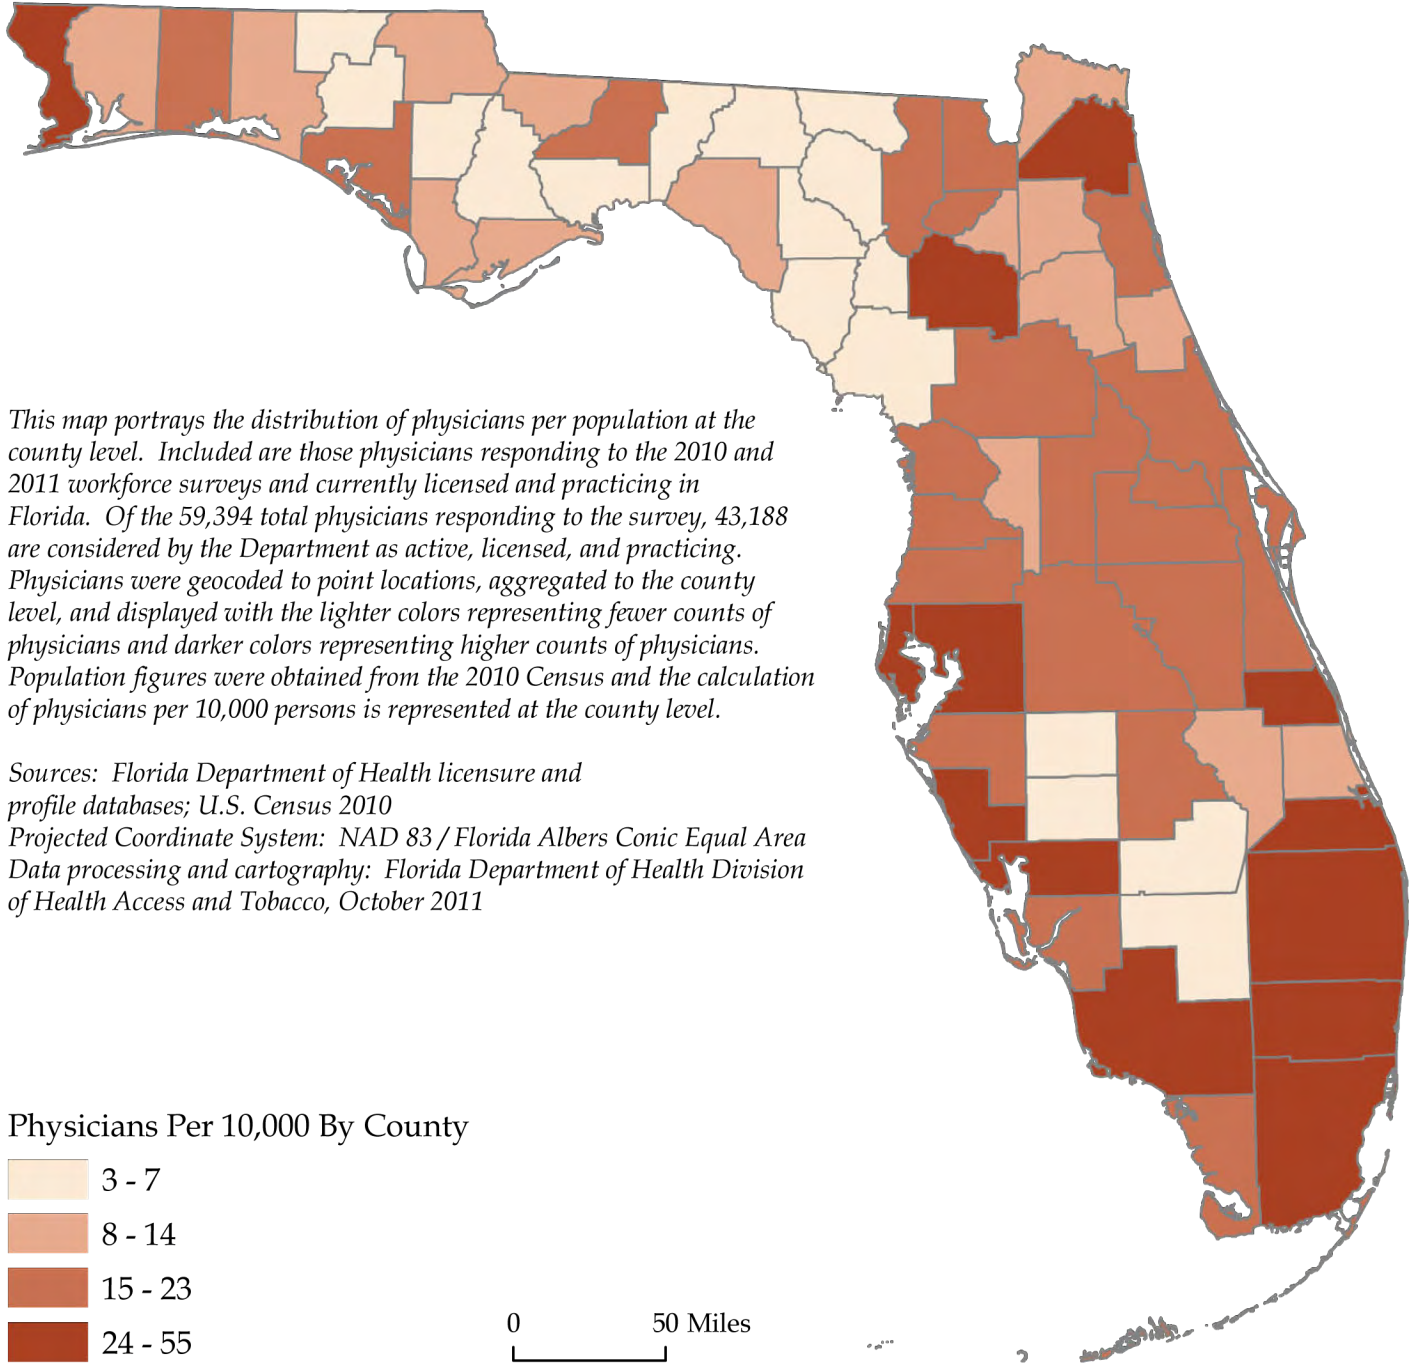 This map portrays the distribution of physicians per population at the
county level.  Included are those physicians responding to the 2010 and
2011 workforce surveys and currently licensed and practicing in
Florida.  Of the 59,394 total physicians responding to the survey, 43,188
are considered by the Department as active, licensed, and practicing.
Physicians were geocoded to point locations, aggregated to the county
level, and displayed with the lighter colors representing fewer counts of
physicians and darker colors representing higher counts of physicians.
Population figures were obtained from the 2010 Census and the calculation
of physicians per 10,000 persons is represented at the county level.
Sources:  Florida Department of Health licensure and
profile databases; U.S. Census 2010
Projected Coordinate System:  NAD 83 / Florida Albers Conic Equal Area
Data processing and cartography:  Florida Department of Health Division
of Health Access and Tobacco, October 2011
Physicians Per 10,000 By County
3 - 7
8 - 14
15 - 23
24 - 55
0 50 Miles